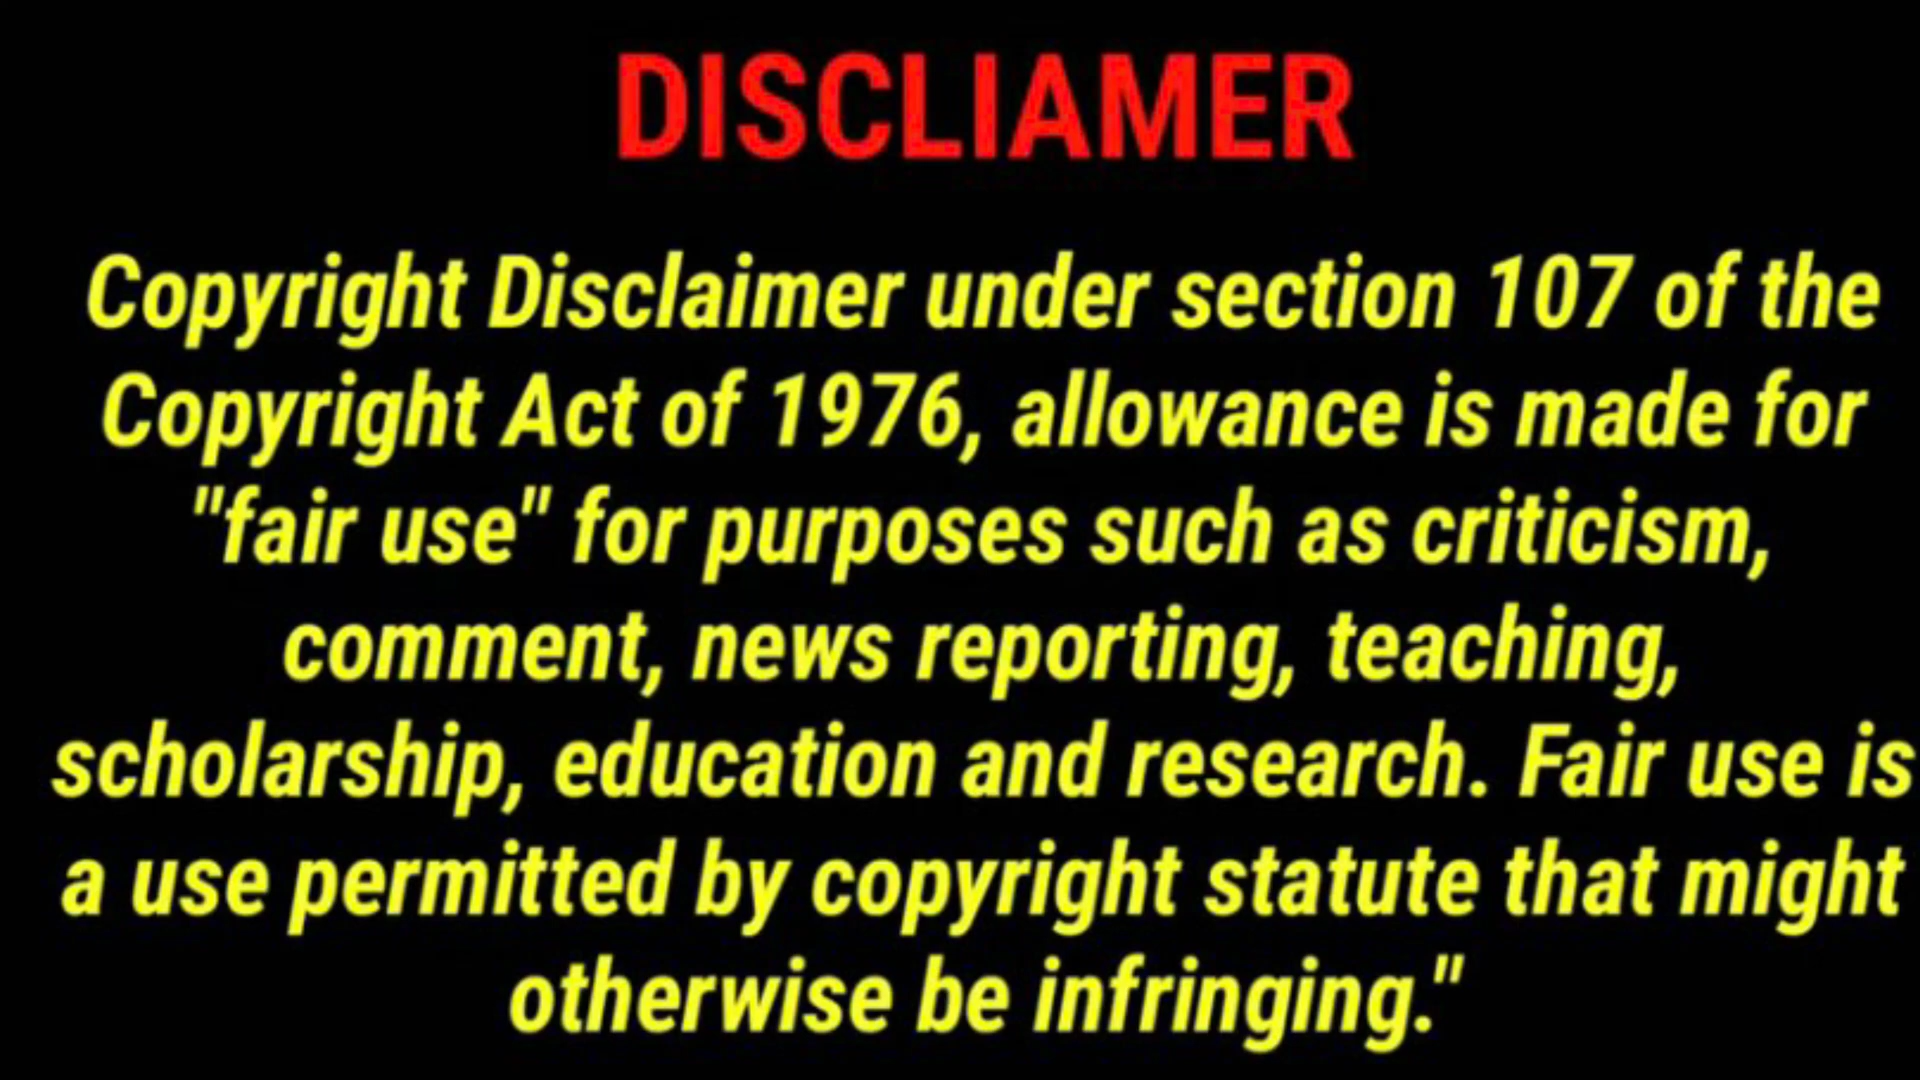 DISCLIAMER
Copyright Disclaimer under section 107 of the
Copyright Act of 1976, allowance is made for
"fair use" for purposes such as criticism,
comment, news reporting, teaching,
scholarship, education and research. Fair use is
a use permitted by copyright statute that might
otherwise be infringing."